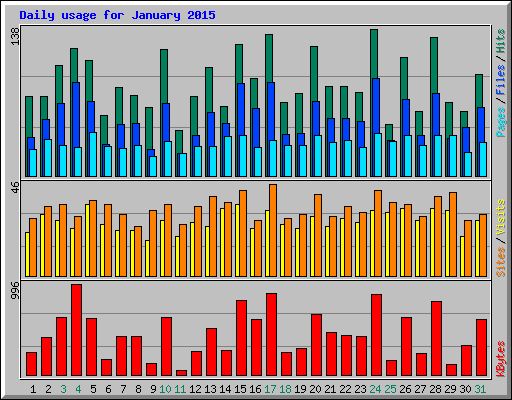 Daily usage for January 2015
138
Pages / Files / Hits
46
Sites / Visits
996
KBytes
1 2 3 4 5 6 7 8 9 10 11 12 13 14 15 16 17 18 19 20 21 22 23 24 25 26 27 28 29 30 31